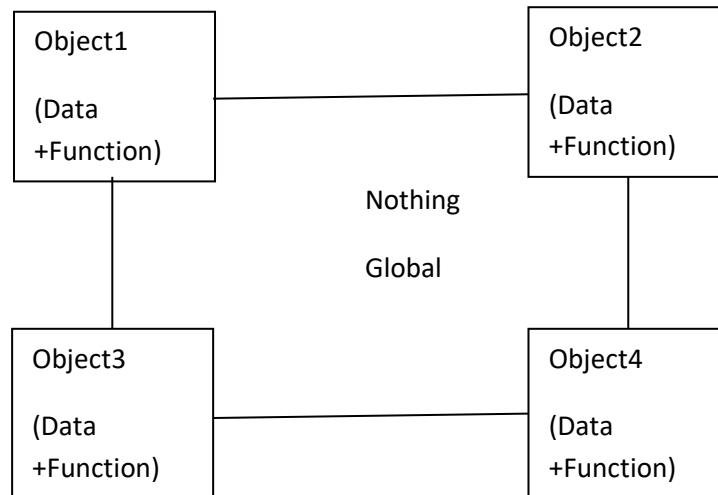 Object1
(Data
+Function)
Object2
(Data
+Function)
Nothing
Global
Object3
(Data
+Function)
Object4
(Data
+Function)